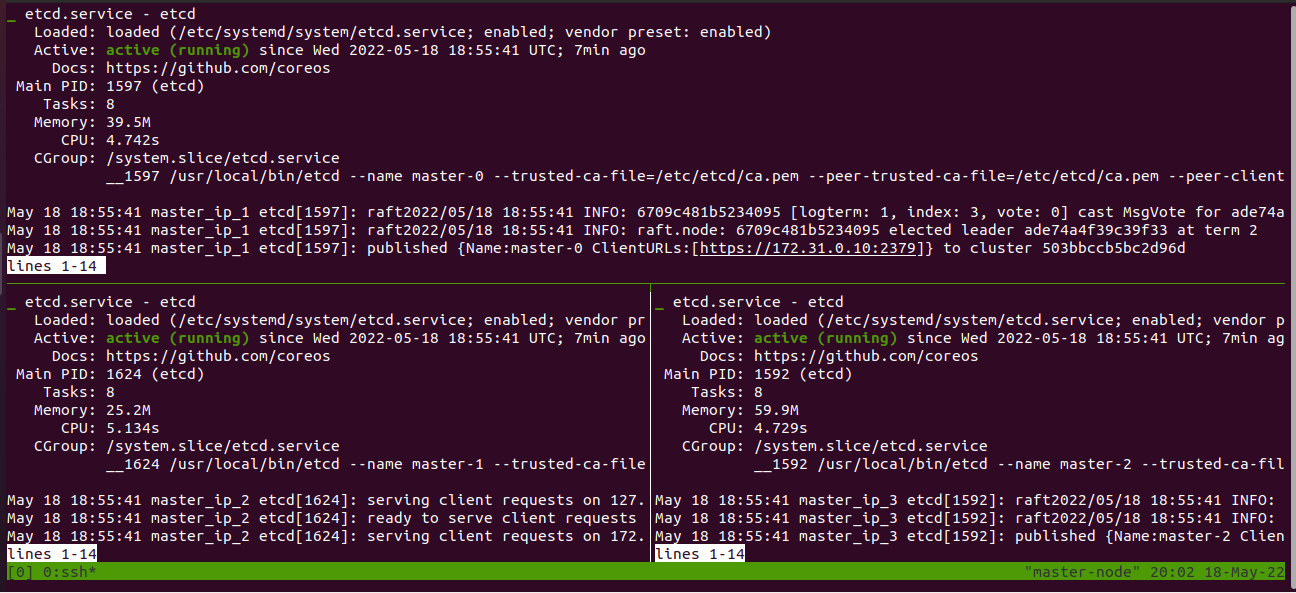 _ etcd.service - etcd
Loaded: loaded (/etc/systemd/system/etcd.service; enabled; vendor preset: enabled)
Active: active (running) since Wed 2022-05-18 18:55:41 UTC; 7min ago
Docs: https://github.com/coreos
Main PID: 1597 (etcd)
Tasks: 8
Memory: 39.5M
CPU: 4.742s
CGroup: /system.slice/etcd.service
__1597 /usr/local/bin/etcd --name master-0 --trusted-ca-file=/etc/etcd/ca.pem --peer-trusted-ca-file=/etc/etcd/ca.pem --peer-client
May 18 18:55:41 master_ip_1 etcd[1597]: raft2022/05/18 18:55:41 INFO: 6709c481b5234095 [logterm: 1, index: 3, vote: 0] cast MsgVote for ade74a
May 18 18:55:41 master_ip_1 etcd[1597]: raft2022/05/18 18:55:41 INFO: raft.node: 6709c481b5234095 elected leader ade74a4f39c39f33 at term 2
May 18 18:55:41 master_ip_1 etcd[1597]: published {Name:master-0 ClientURLs:[https://172.31.0.10:2379]} to cluster 503bbccb5bc2d96d
lines 1-14
_ etcd.service - etcd
Loaded: loaded (/etc/systemd/system/etcd.service; enabled; vendor pr
Active: active (running) since Wed 2022-05-18 18:55:41 UTC; 7min ago
Docs: https://github.com/coreos
Main PID: 1624 (etcd)
Tasks: 8
Memory: 25.2M
CPU: 5.134s
CGroup: /system.slice/etcd.service
__1624 /usr/local/bin/etcd --name master-1 --trusted-ca-file
May 18 18:55:41 master_ip_2 etcd[1624]: serving client requests on 127.
May 18 18:55:41 master_ip_2 etcd[1624]: ready to serve client requests
May 18 18:55:41 master_ip_2 etcd[1624]: serving client requests on 172.
lines 1-14
_ etcd.service - etcd
Loaded: loaded (/etc/systemd/system/etcd.service; enabled; vendor p
Active: active (running) since Wed 2022-05-18 18:55:41 UTC; 7min ag
Docs: https://github.com/coreos
Main PID: 1592 (etcd)
Tasks: 8
Memory: 59.9M
CPU: 4.729s
CGroup: /system.slice/etcd.service
__1592 /usr/local/bin/etcd --name master-2 --trusted-ca-fil
May 18 18:55:41 master_ip_3 etcd[1592]: raft2022/05/18 18:55:41 INFO:
May 18 18:55:41 master_ip_3 etcd[1592]: raft2022/05/18 18:55:41 INFO:
May 18 18:55:41 master_ip_3 etcd[1592]: published {Name:master-2 Clien
lines 1-14
[0] 0:ssh* "master-node" 20:02 18-May-22